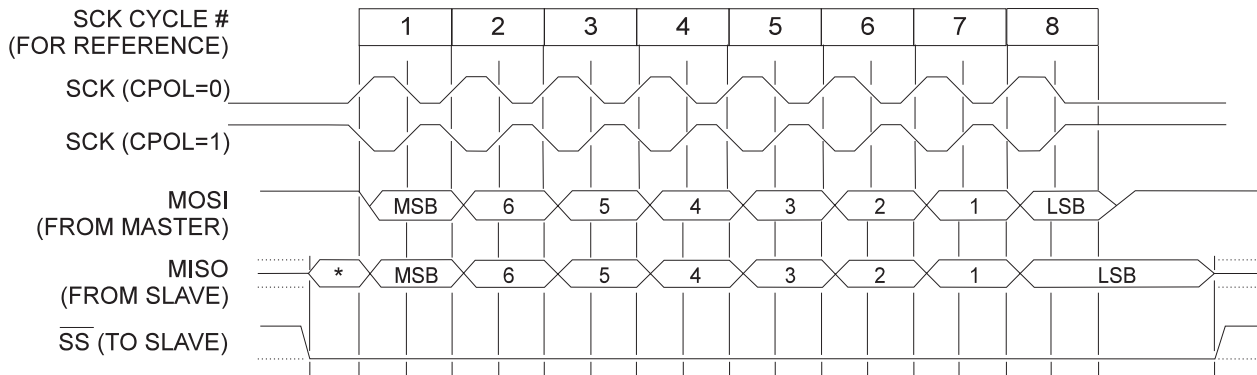 SCK CYCLE #
(FOR REFERENCE)
1 2 3 4 5 6 7 8
SCK (CPOL=0)
SCK (CPOL=1)
MOSI
(FROM MASTER)
MSB 6 5 4 3 2 1 LSB
MISO
(FROM SLAVE)
* MSB 6 5 4 3 2 1 LSB
SS (TO SLAVE)